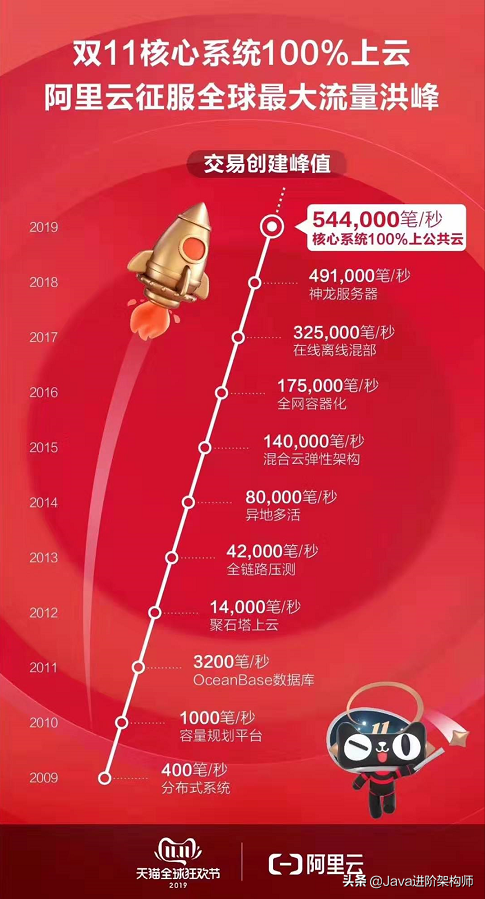 双11核心系统100%上云
阿里云征服全球最大流量洪峰
交易创建峰值
2019
544,000笔/秒
核心系统100%上公共云
2018
491,000笔/秒
神龙服务器
2017
325,000笔/秒
在线离线混部
2016
175,000笔/秒
全网容器化
2015
140,000笔/秒
混合云弹性架构
2014
80,000笔/秒
异地多活
2013
42,000笔/秒
全链路压测
2012
14,000笔/秒
聚石塔上云
2011
3200笔/秒
OceanBase数据库
2010
1000笔/秒
容量规划平台
2009
400笔/秒
分布式系统
11
11.11
天猫全球狂欢节
2019
阿里云
头条 @Java进阶架构师